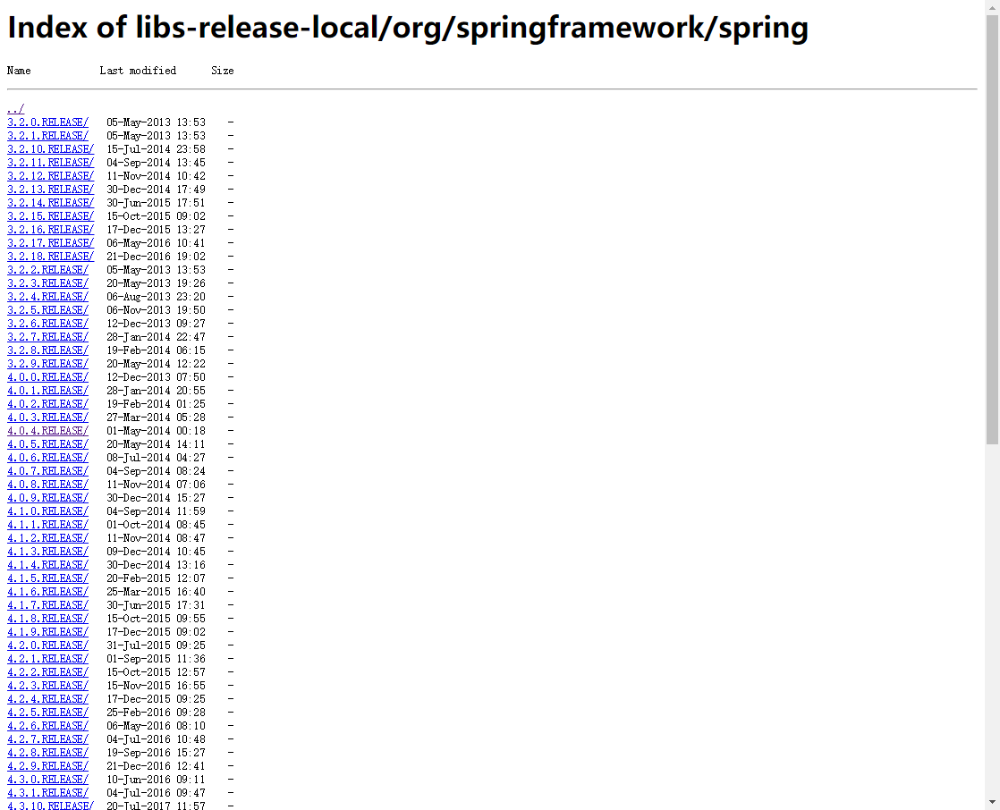 Index of libs-release-local/org/springframework/spring
Name Last modified Size
../
3.2.0.RELEASE/ 05-May-2013 13:53 -
3.2.1.RELEASE/ 05-May-2013 13:53 -
3.2.10.RELEASE/ 15-Jul-2014 23:58 -
3.2.11.RELEASE/ 04-Sep-2014 13:45 -
3.2.12.RELEASE/ 11-Nov-2014 10:42 -
3.2.13.RELEASE/ 30-Dec-2014 17:49 -
3.2.14.RELEASE/ 30-Jun-2015 17:51 -
3.2.15.RELEASE/ 15-Oct-2015 09:02 -
3.2.16.RELEASE/ 17-Dec-2015 13:27 -
3.2.17.RELEASE/ 06-May-2016 10:41 -
3.2.18.RELEASE/ 21-Dec-2016 19:02 -
3.2.2.RELEASE/ 05-May-2013 13:53 -
3.2.3.RELEASE/ 20-May-2013 19:26 -
3.2.4.RELEASE/ 06-Aug-2013 23:20 -
3.2.5.RELEASE/ 06-Nov-2013 19:50 -
3.2.6.RELEASE/ 12-Dec-2013 09:27 -
3.2.7.RELEASE/ 28-Jan-2014 22:47 -
3.2.8.RELEASE/ 19-Feb-2014 06:15 -
3.2.9.RELEASE/ 20-May-2014 12:22 -
4.0.0.RELEASE/ 12-Dec-2013 07:50 -
4.0.1.RELEASE/ 28-Jan-2014 20:55 -
4.0.2.RELEASE/ 19-Feb-2014 01:25 -
4.0.3.RELEASE/ 27-Mar-2014 05:28 -
4.0.4.RELEASE/ 01-May-2014 00:18 -
4.0.5.RELEASE/ 20-May-2014 14:11 -
4.0.6.RELEASE/ 08-Jul-2014 04:27 -
4.0.7.RELEASE/ 04-Sep-2014 08:24 -
4.0.8.RELEASE/ 11-Nov-2014 07:06 -
4.0.9.RELEASE/ 30-Dec-2014 15:27 -
4.1.0.RELEASE/ 04-Sep-2014 11:59 -
4.1.1.RELEASE/ 01-Oct-2014 08:45 -
4.1.2.RELEASE/ 11-Nov-2014 08:47 -
4.1.3.RELEASE/ 09-Dec-2014 10:45 -
4.1.4.RELEASE/ 30-Dec-2014 13:16 -
4.1.5.RELEASE/ 20-Feb-2015 12:07 -
4.1.6.RELEASE/ 25-Mar-2015 16:40 -
4.1.7.RELEASE/ 30-Jun-2015 17:31 -
4.1.8.RELEASE/ 15-Oct-2015 09:55 -
4.1.9.RELEASE/ 17-Dec-2015 09:02 -
4.2.0.RELEASE/ 31-Jul-2015 09:25 -
4.2.1.RELEASE/ 01-Sep-2015 11:36 -
4.2.2.RELEASE/ 15-Oct-2015 12:57 -
4.2.3.RELEASE/ 15-Nov-2015 16:55 -
4.2.4.RELEASE/ 17-Dec-2015 09:25 -
4.2.5.RELEASE/ 25-Feb-2016 09:28 -
4.2.6.RELEASE/ 06-May-2016 08:10 -
4.2.7.RELEASE/ 04-Jul-2016 10:48 -
4.2.8.RELEASE/ 19-Sep-2016 15:27 -
4.2.9.RELEASE/ 21-Dec-2016 12:41 -
4.3.0.RELEASE/ 10-Jun-2016 09:11 -
4.3.1.RELEASE/ 04-Jul-2016 09:47 -
4.3.10.RELEASE/ 20-Jul-2017 11:57 -